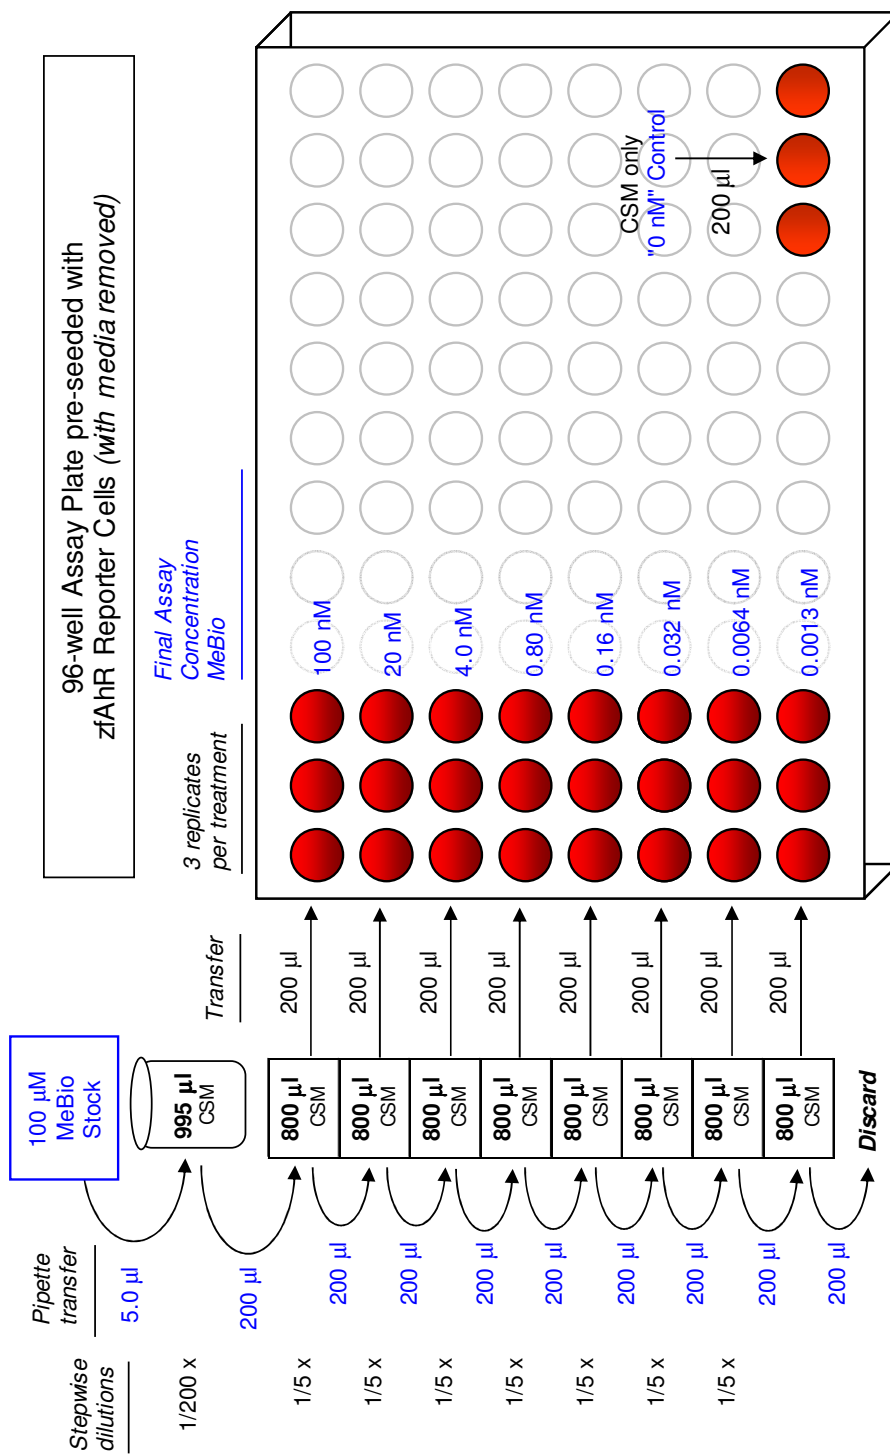 96-well Assay Plate pre-seeded with
zfAhR Reporter Cells (with media removed)
Stepwise
dilutions
Pipette
transfer
100 µM
MeBio
Stock
Transfer
3 replicates
per treatment
Final Assay
Concentration
MeBio
5.0 µl
1/200 x
995 µl
CSM
200 µl
1/5 x
800 µl
CSM
200 µl
100 nM
200 µl
1/5 x
800 µl
CSM
200 µl
20 nM
200 µl
1/5 x
800 µl
CSM
200 µl
4.0 nM
200 µl
1/5 x
800 µl
CSM
200 µl
0.80 nM
200 µl
1/5 x
800 µl
CSM
200 µl
0.16 nM
200 µl
1/5 x
800 µl
CSM
200 µl
0.032 nM
200 µl
1/5 x
800 µl
CSM
200 µl
0.0064 nM
200 µl
800 µl
CSM
200 µl
0.0013 nM
200 µl
Discard
CSM only
"0 nM" Control
200 µl